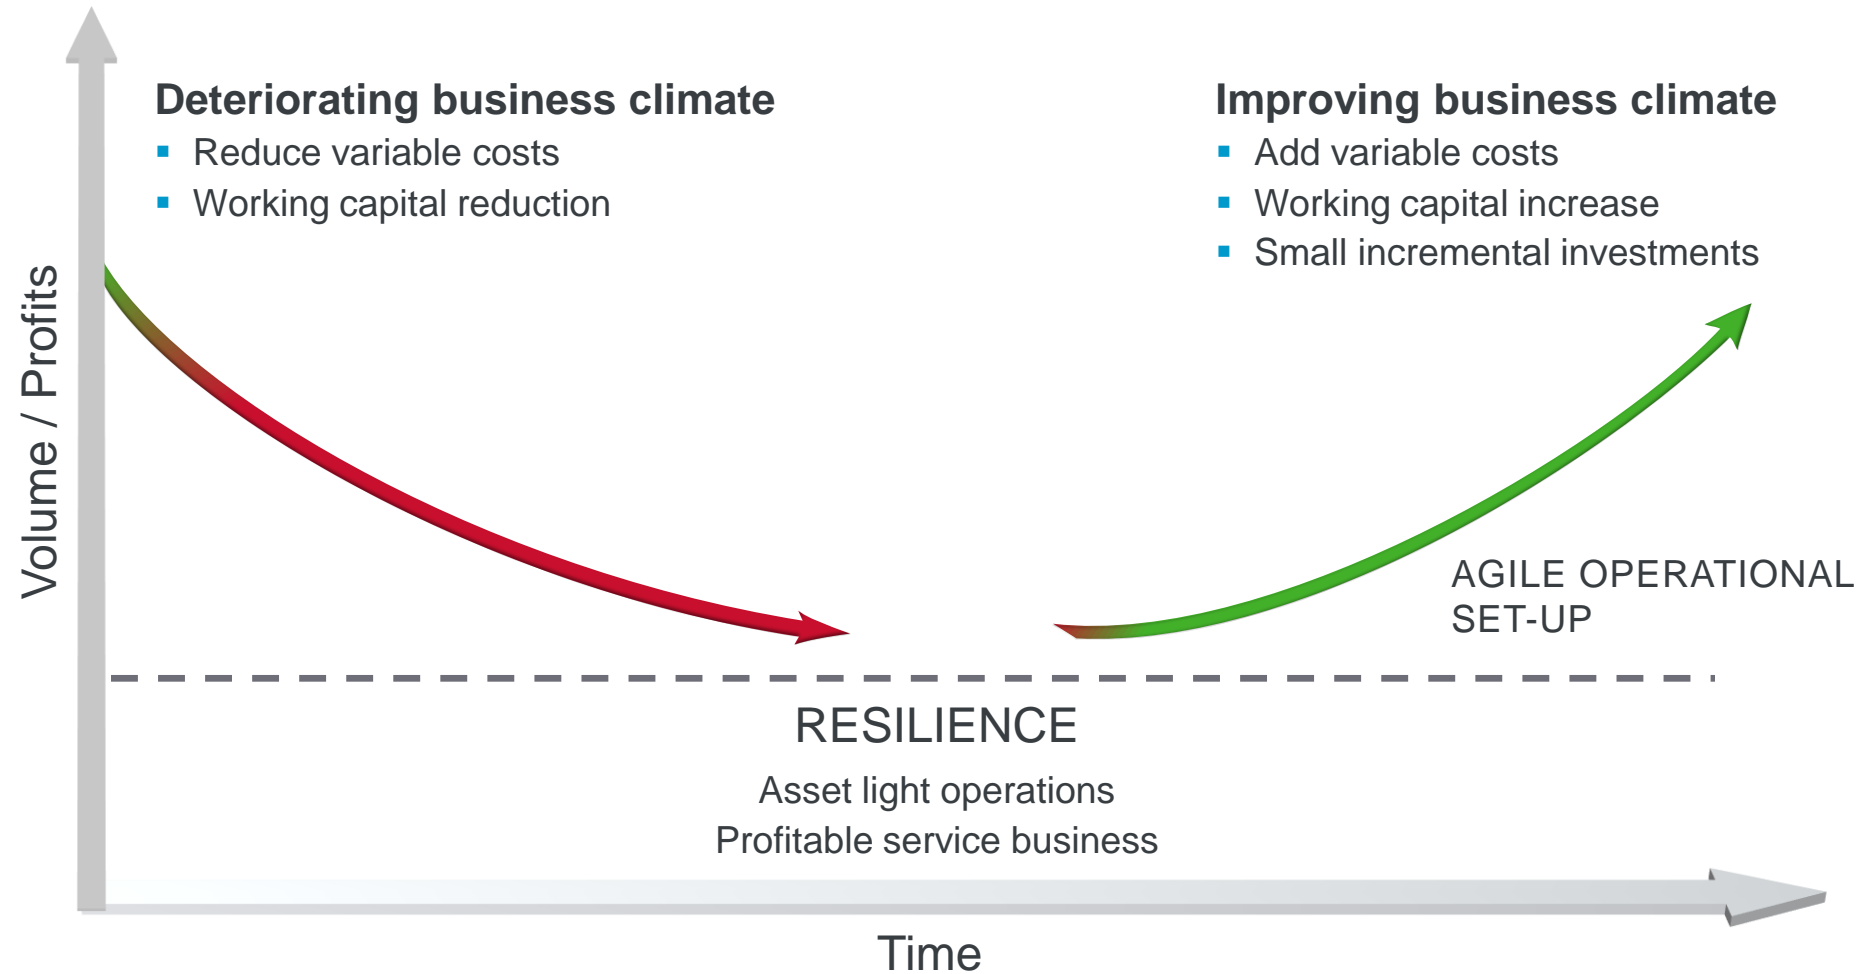 Deteriorating business climate
Reduce variable costs
Working capital reduction
Improving business climate
Add variable costs
Working capital increase
Small incremental investments
Volume / Profits
AGILE OPERATIONAL
SET-UP
RESILIENCE
Asset light operations
Profitable service business
Time